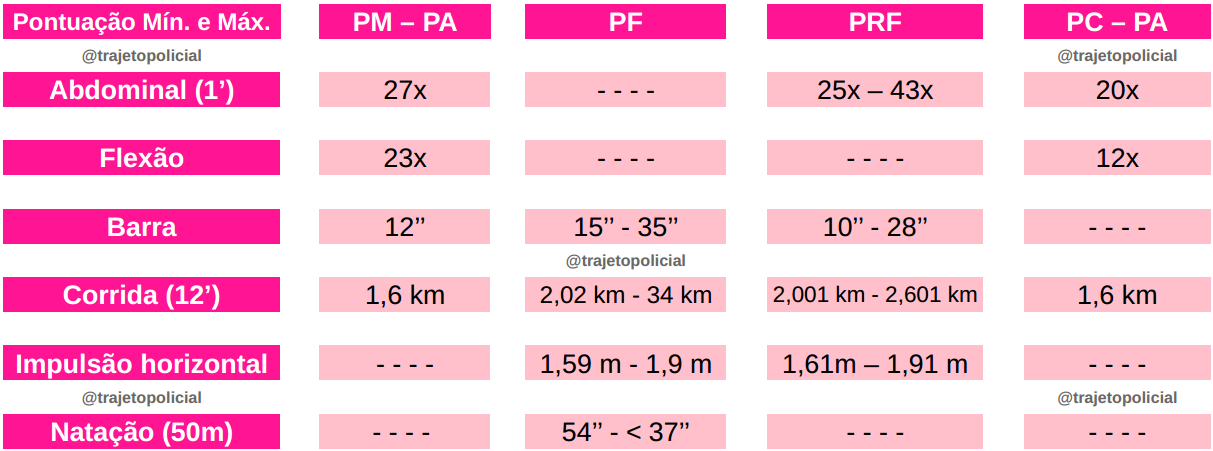 Pontuação Mín. e Máx. PM – PA PF PRF PC – PA
@trajetopolicial @trajetopolicial
Abdominal (1’) 27x - - - - 25x – 43x 20x
Flexão 23x - - - - - - - - 12x
Barra 12’’ 15’’ - 35’’ 10’’ - 28’’ - - - -
@trajetopolicial
Corrida (12’) 1,6 km 2,02 km - 34 km 2,001 km - 2,601 km 1,6 km
Impulsão horizontal - - - - 1,59 m - 1,9 m 1,61m – 1,91 m - - - -
@trajetopolicial @trajetopolicial
Natação (50m) - - - - 54’’ - < 37’’ - - - - - - - -